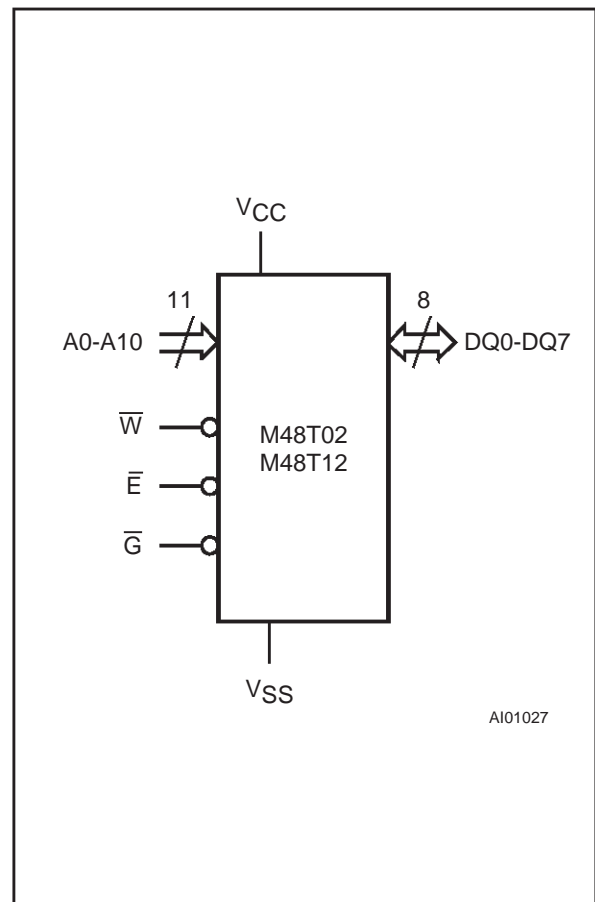 VCC
11
8
A0-A10
DQ0-DQ7
W̅
M48T02
M48T12
E̅
G̅
VSS
AI01027